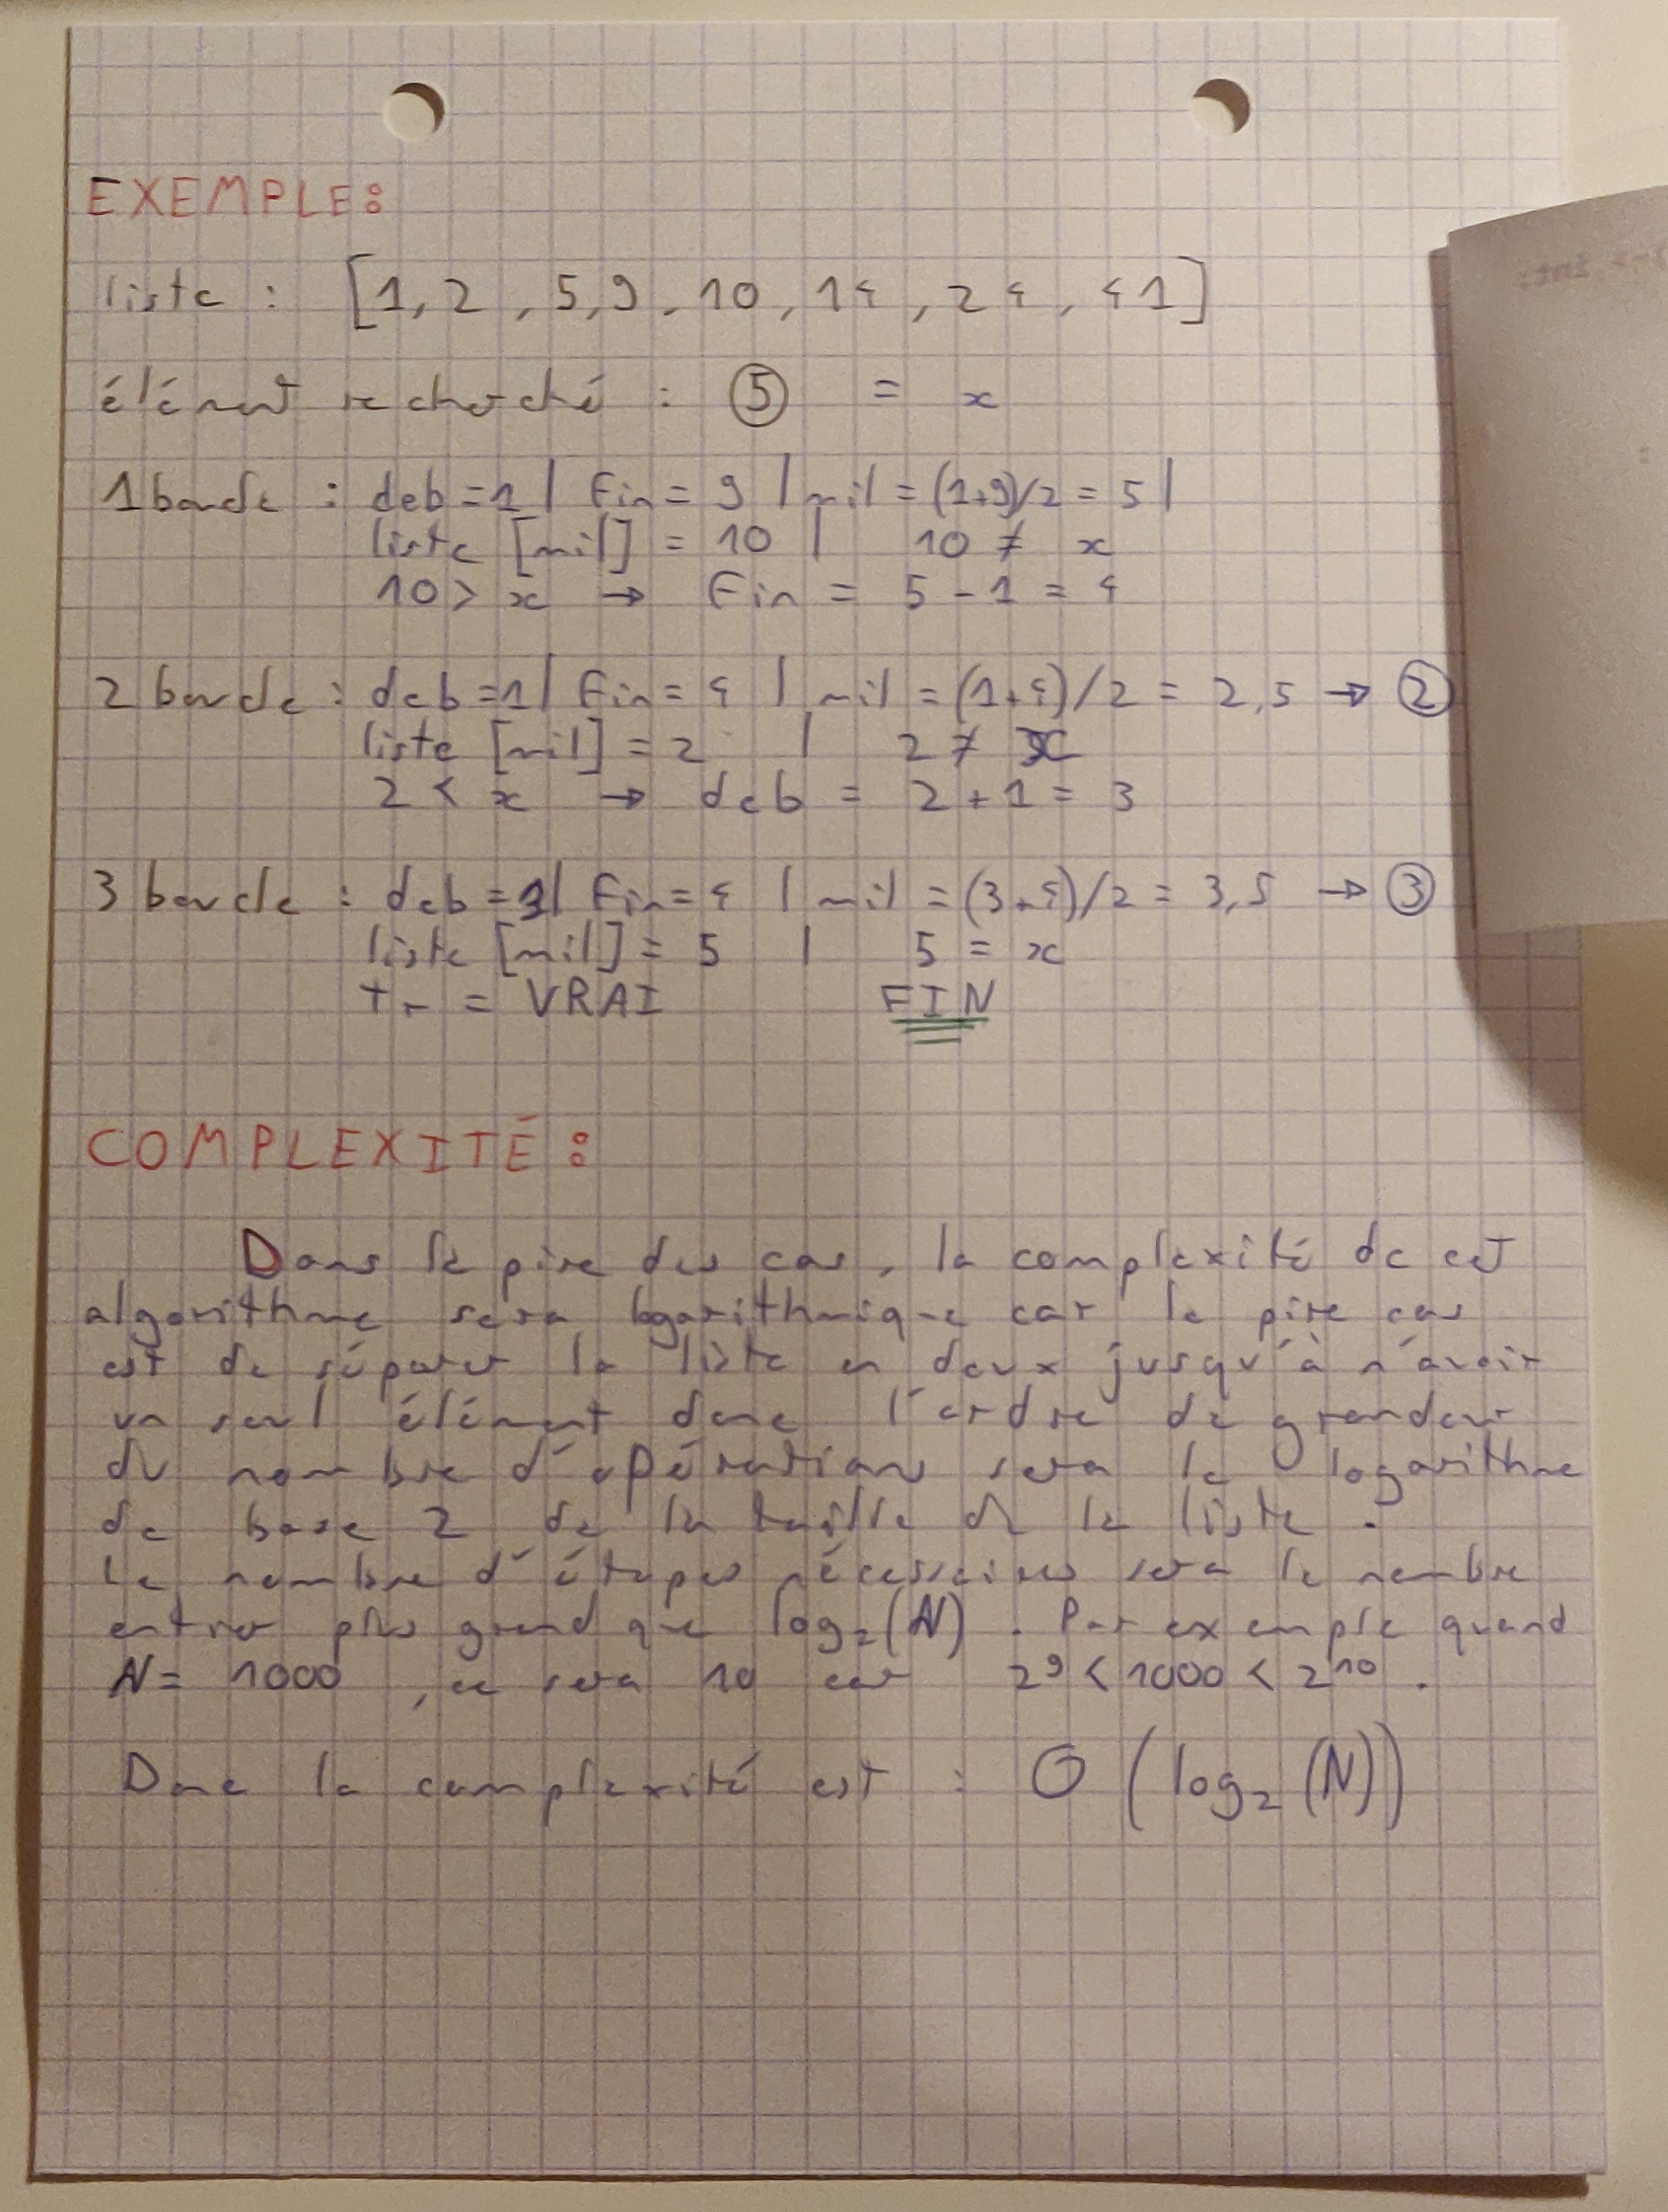 EXEMPLE:
liste : [1, 2, 5, 9, 10, 14, 24, 41]
élément recherché : 5 = x
1 boucle : deb = 1 | Fin = 9 | mil = (1+9)/2 = 5 |
liste [mil] = 10 | 10 ≠ x
10 > x → Fin = 5 - 1 = 4
2 boucle : deb = 1 | Fin = 4 | mil = (1+4)/2 = 2,5 → 2
liste [mil] = 2 | 2 ≠ x
2 < x → deb = 2 + 1 = 3
3 boucle : deb = 3 | Fin = 4 | mil = (3+4)/2 = 3,5 → 3
liste [mil] = 5 | 5 = x
Tr = VRAI FIN
COMPLEXITÉ :
Dans le pire des cas, la complexité de cet
algorithme sera logarithmique car le pire cas
est de séparer la liste en deux jusqu'à n'avoir
un seul élément donc l'ordre de grandeur
du nombre d'opérations sera le logarithme
de base 2 de la taille de la liste.
Le nombre d'étapes nécessaires sera le nombre
entier plus grand que log₂(N). Par exemple quand
N = 1000, ce sera 10 car 2⁹ < 1000 < 2¹⁰.
Donc la complexité est : O (log₂ (N))